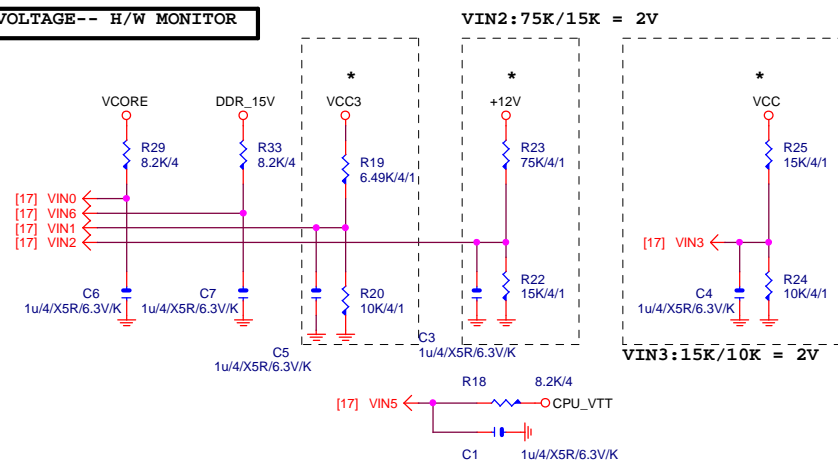 VOLTAGE-- H/W MONITOR
VIN2:75K/15K = 2V
*
*
*
VCORE
DDR_15V
VCC3
+12V
VCC
R29
8.2K/4
R33
8.2K/4
R19
6.49K/4/1
R23
75K/4/1
R25
15K/4/1
[17] VIN0
[17] VIN6
[17] VIN1
[17] VIN2
[17] VIN3
C6
1u/4/X5R/6.3V/K
C7
1u/4/X5R/6.3V/K
R20
10K/4/1
R22
15K/4/1
C4
1u/4/X5R/6.3V/K
R24
10K/4/1
C5
1u/4/X5R/6.3V/K
C3
1u/4/X5R/6.3V/K
VIN3:15K/10K = 2V
R18
8.2K/4
[17] VIN5
CPU_VTT
C1
1u/4/X5R/6.3V/K